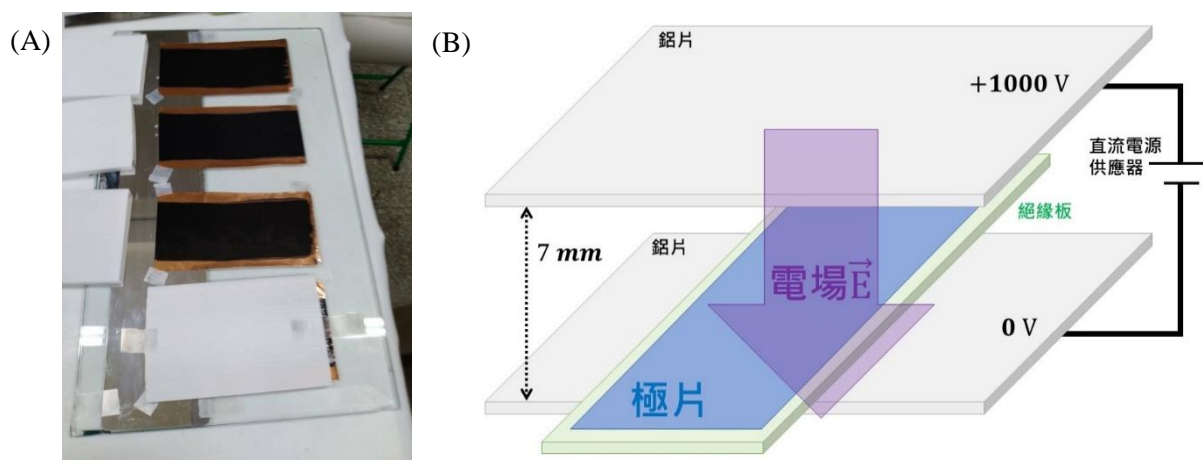 (A)
(B)
鋁片
+1000 V
直流電源
供應器
絕緣板
7 mm
鋁片
電場E⃗
0 V
極片